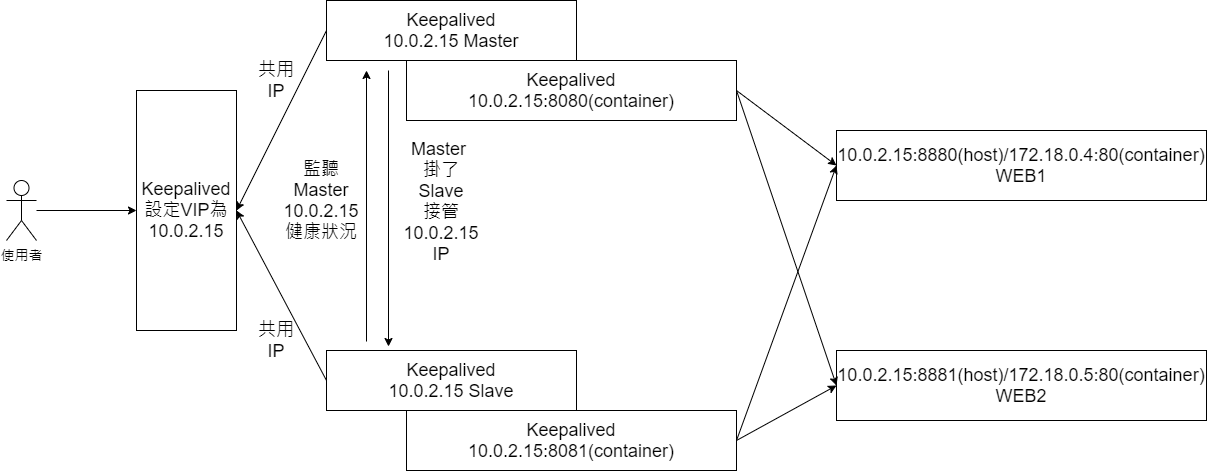 Keepalived
10.0.2.15 Master
Keepalived
10.0.2.15:8080(container)
共用
IP
監聽
Master
10.0.2.15
健康狀況
Master
掛了
Slave
接管
10.0.2.15
IP
10.0.2.15:8880(host)/172.18.0.4:80(container)
WEB1
Keepalived
設定VIP為
10.0.2.15
使用者
共用
IP
Keepalived
10.0.2.15 Slave
Keepalived
10.0.2.15:8081(container)
10.0.2.15:8881(host)/172.18.0.5:80(container)
WEB2